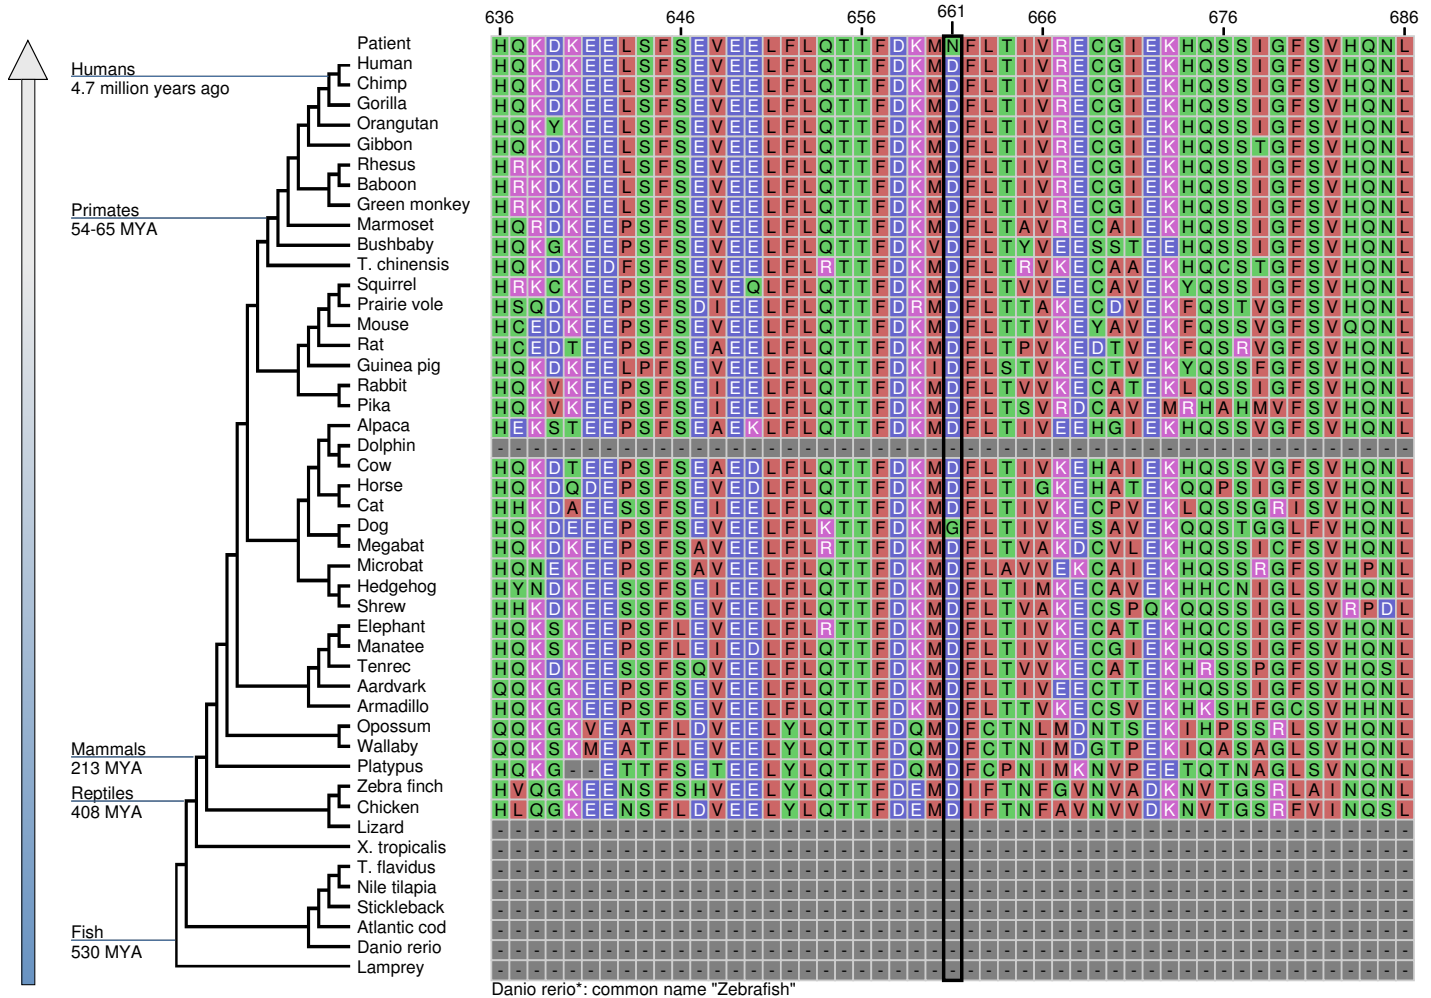 636 646 656 661 666 676 686
Patient H Q K D K E E L S F S E V E E L F L Q T T F D K M N F L T I V R E C G I E K H Q S S I G F S V H Q N L
Humans
4.7 million years ago
Human H Q K D K E E L S F S E V E E L F L Q T T F D K M D F L T I V R E C G I E K H Q S S I G F S V H Q N L
Chimp H Q K D K E E L S F S E V E E L F L Q T T F D K M D F L T I V R E C G I E K H Q S S I G F S V H Q N L
Gorilla H Q K D K E E L S F S E V E E L F L Q T T F D K M D F L T I V R E C G I E K H Q S S I G F S V H Q N L
Orangutan H Q K Y K E E L S F S E V E E L F L Q T T F D K M D F L T I V R E C G I E K H Q S S I G F S V H Q N L
Gibbon H Q K D K E E L S F S E V E E L F L Q T T F D K M D F L T I V R E C G I E K H Q S S T G F S V H Q N L
Rhesus H R K D K E E L S F S E V E E L F L Q T T F D K M D F L T I V R E C G I E K H Q S S I G F S V H Q N L
Baboon H R K D K E E L S F S E V E E L F L Q T T F D K M D F L T I V R E C G I E K H Q S S I G F S V H Q N L
Green monkey H R K D K E E L S F S E V E E L F L Q T T F D K M D F L T I V R E C G I E K H Q S S I G F S V H Q N L
Primates
54-65 MYA
Marmoset H Q R D K E E P S F S E V E E L F L Q T T F D K M D F L T A V R E C A I E K H Q S S I G F S V H Q N L
Bushbaby H Q K G K E E P S F S E V E E L F L Q T T F D K V D F L T Y V E E S S T E E H Q S S I G F S V H Q N L
T. chinensis H Q K D K E D F S F S E V E E L F L R T T F D K M D F L T R V K E C A A E K H Q C S T G F S V H Q N L
Squirrel H R K C K E E P S F S E V E Q L F L Q T T F D K M D F L T V V E E C A V E K Y Q S S I G F S V H Q N L
Prairie vole H S Q D K E E P S F S D I E E L F L Q T T F D R M D F L T T A K E C D V E K F Q S T V G F S V H Q N L
Mouse H C E D K E E P S F S E V E E L F L Q T T F D K M D F L T T V K E Y A V E K F Q S S V G F S V Q Q N L
Rat H C E D T E E P S F S E A E E L F L Q T T F D K M D F L T P V K E D T V E K F Q S R V G F S V H Q N L
Guinea pig H Q K D K E E L P F S E V E E L F L Q T T F D K I D F L S T V K E C T V E K Y Q S S F G F S V H Q N L
Rabbit H Q K V K E E P S F S E I E E L F L Q T T F D K M D F L T V V K E C A T E K L Q S S I G F S V H Q N L
Pika H Q K V K E E P S F S E I E E L F L Q T T F D K M D F L T S V R D C A V E M R H A H M V F S V H Q N L
Alpaca H E K S T E E P S F S E A E K L F L Q T T F D K M D F L T I V E E H G I E K H Q S S V G F S V H Q N L
Dolphin - - - - - - - - - - - - - - - - - - - - - - - - - - - - - - - - - - - - - - - - - - - - - - - - - - -
Cow H Q K D T E E P S F S E A E D L F L Q T T F D K M D F L T I V K E H A I E K H Q S S V G F S V H Q N L
Horse H Q K D Q D E P S F S E V E D L F L Q T T F D K M D F L T I G K E H A T E K Q Q P S I G F S V H Q N L
Cat H H K D A E E S S F S E I E E L F L Q T T F D K M D F L T I V K E C P V E K L Q S S G R I S V H Q N L
Dog H Q K D E E E P S F S E V E E L F L K T T F D K M G F L T I V K E S A V E K Q Q S T G G L F V H Q N L
Megabat H Q K D K E E P S F S A V E E L F L R T T F D K M D F L T V A K D C V L E K H Q S S I C F S V H Q N L
Microbat H Q N E K E E P S F S A V E E L F L Q T T F D K M D F L A V V E K C A I E K H Q S S R G F S V H P N L
Hedgehog H Y N D K E E S S F S E I E E L F L Q T T F D K M D F L T I M K E C A V E K H H C N I G L S V H Q N L
Shrew H H K D K E E S S F S E V E E L F L Q T T F D K M D F L T V A K E C S P Q K Q Q S S I G L S V R P D L
Elephant H Q K S K E E P S F L E V E E L F L R T T F D K M D F L T I V K E C A T E K H Q C S I G F S V H Q N L
Manatee H Q K S K E E P S F L E I E D L F L Q T T F D K M D F L T I V K E C G I E K H Q S S I G F S V H Q N L
Tenrec H Q K D K E E S S F S Q V E E L F L Q T T F D K M D F L T V V K E C A T E K H R S S P G F S V H Q S L
Aardvark Q Q K G K E E P S F S E V E E L F L Q T T F D K M D F L T I V E E C T T E K H Q S S I G F S V H Q N L
Armadillo H Q K G K E E P S F S E V E E L F L Q T T F D K M D F L T T V K E C S V E K H K S H F G C S V H H N L
Opossum Q Q K G K V E A T F L D V E E L Y L Q T T F D Q M D F C T N L M D N T S E K I H P S S R L S V H Q N L
Wallaby Q Q K S K M E A T F L E V E E L Y L Q T T F D Q M D F C T N I M D G T P E K I Q A S A G L S V H Q N L
Mammals
213 MYA
Platypus H Q K G - - E T T F S E T E E L Y L Q T T F D Q M D F C P N I M K N V P E E T Q T N A G L S V N Q N L
Reptiles
408 MYA
Zebra finch H V Q G K E E N S F S H V E E L Y L Q T T F D E M D I F T N F G V N V A D K N V T G S R L A I N Q N L
Chicken H L Q G K E E N S F L D V E E L Y L Q T T F D E M D I F T N F A V N V V D K N V T G S R F V I N Q S L
Lizard - - - - - - - - - - - - - - - - - - - - - - - - - - - - - - - - - - - - - - - - - - - - - - - - - - -
X. tropicalis - - - - - - - - - - - - - - - - - - - - - - - - - - - - - - - - - - - - - - - - - - - - - - - - - - -
T. flavidus - - - - - - - - - - - - - - - - - - - - - - - - - - - - - - - - - - - - - - - - - - - - - - - - - - -
Nile tilapia - - - - - - - - - - - - - - - - - - - - - - - - - - - - - - - - - - - - - - - - - - - - - - - - - - -
Stickleback - - - - - - - - - - - - - - - - - - - - - - - - - - - - - - - - - - - - - - - - - - - - - - - - - - -
Atlantic cod - - - - - - - - - - - - - - - - - - - - - - - - - - - - - - - - - - - - - - - - - - - - - - - - - - -
Fish
530 MYA
Danio rerio - - - - - - - - - - - - - - - - - - - - - - - - - - - - - - - - - - - - - - - - - - - - - - - - - - -
Lamprey - - - - - - - - - - - - - - - - - - - - - - - - - - - - - - - - - - - - - - - - - - - - - - - - - - -
Danio rerio*: common name "Zebrafish"